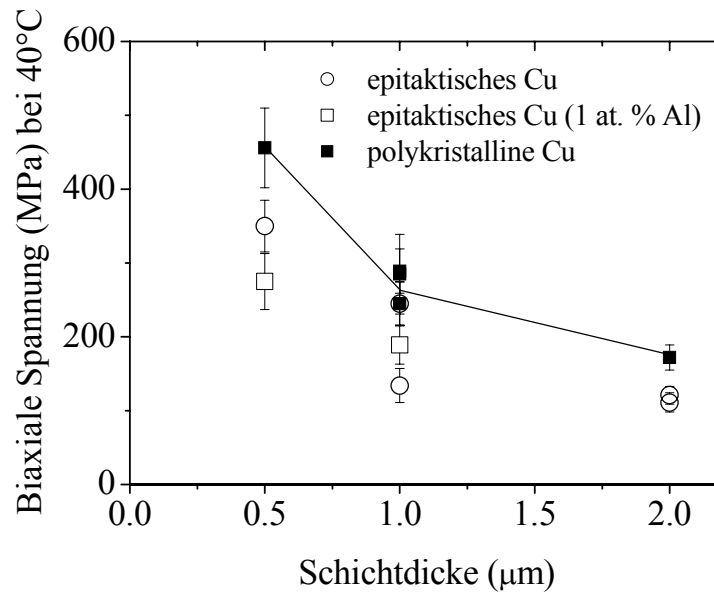 Biaxiale Spannung (MPa) bei 40°C
600
400
200
0
epitaktisches Cu
epitaktisches Cu (1 at. % Al)
polykristalline Cu
0.0 0.5 1.0 1.5 2.0
Schichtdicke (μm)